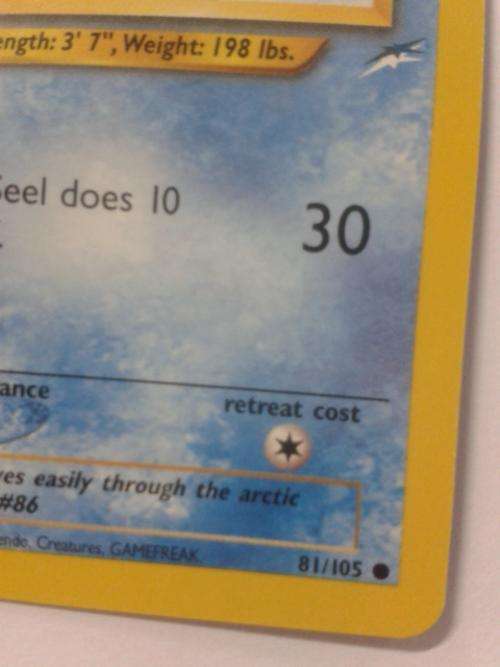 ength: 3' 7", Weight: 198 lbs.
Seel does 10
30
ance
retreat cost
es easily through the arctic
#86
endo, Creatures, GAMEFREAK.
81/105